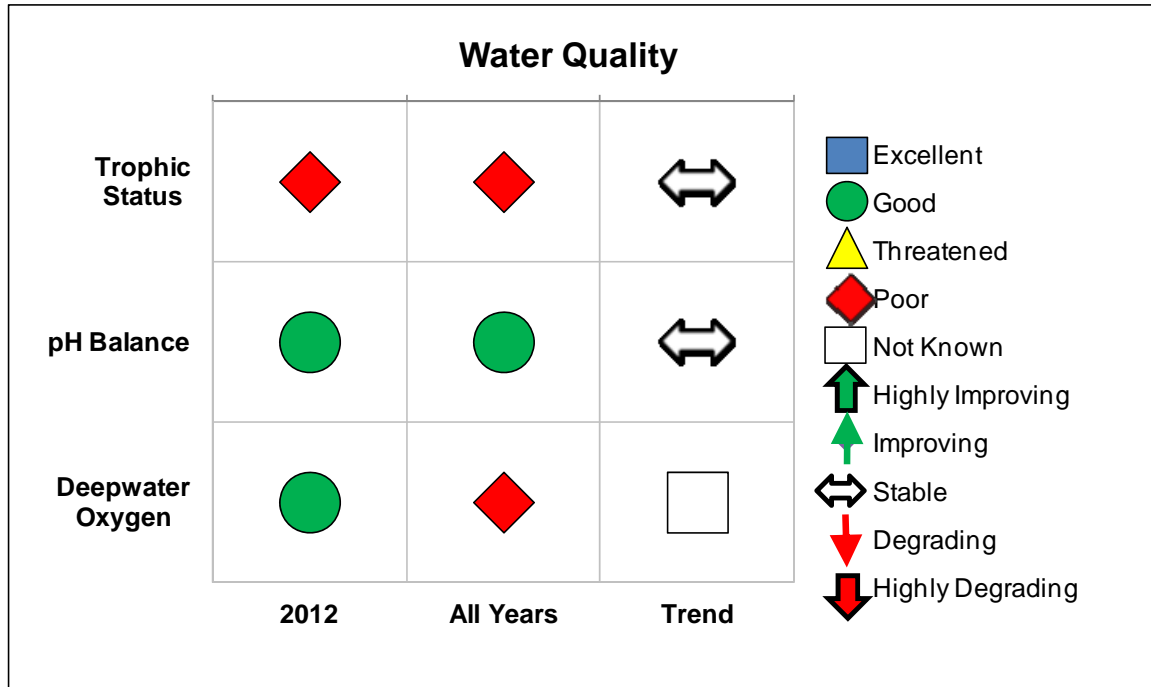 Water Quality
Trophic
Status
pH Balance
Deepwater
Oxygen
2012
All Years
Trend
Excellent
Good
Threatened
Poor
Not Known
Highly Improving
Improving
Stable
Degrading
Highly Degrading